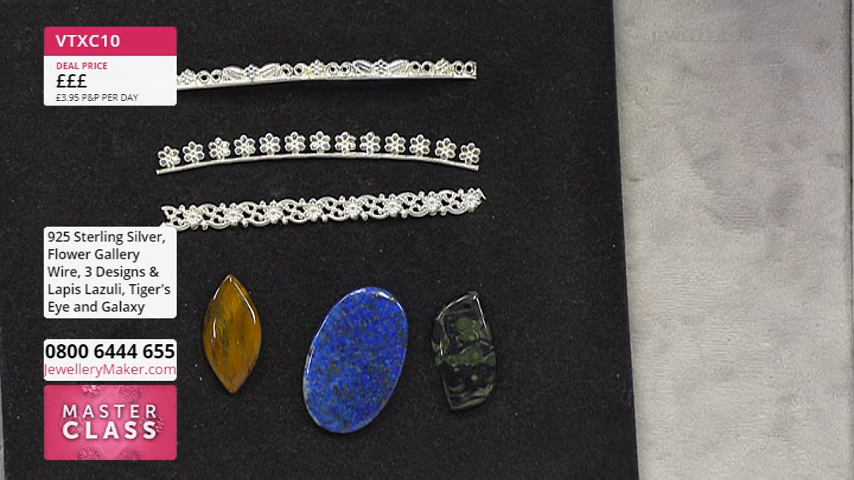 VTXC10
DEAL PRICE
£££
£3.95 P&P PER DAY
925 Sterling Silver,
Flower Gallery
Wire, 3 Designs &
Lapis Lazuli, Tiger's
Eye and Galaxy
0800 6444 655
JewelleryMaker.com
MASTER
CLASS